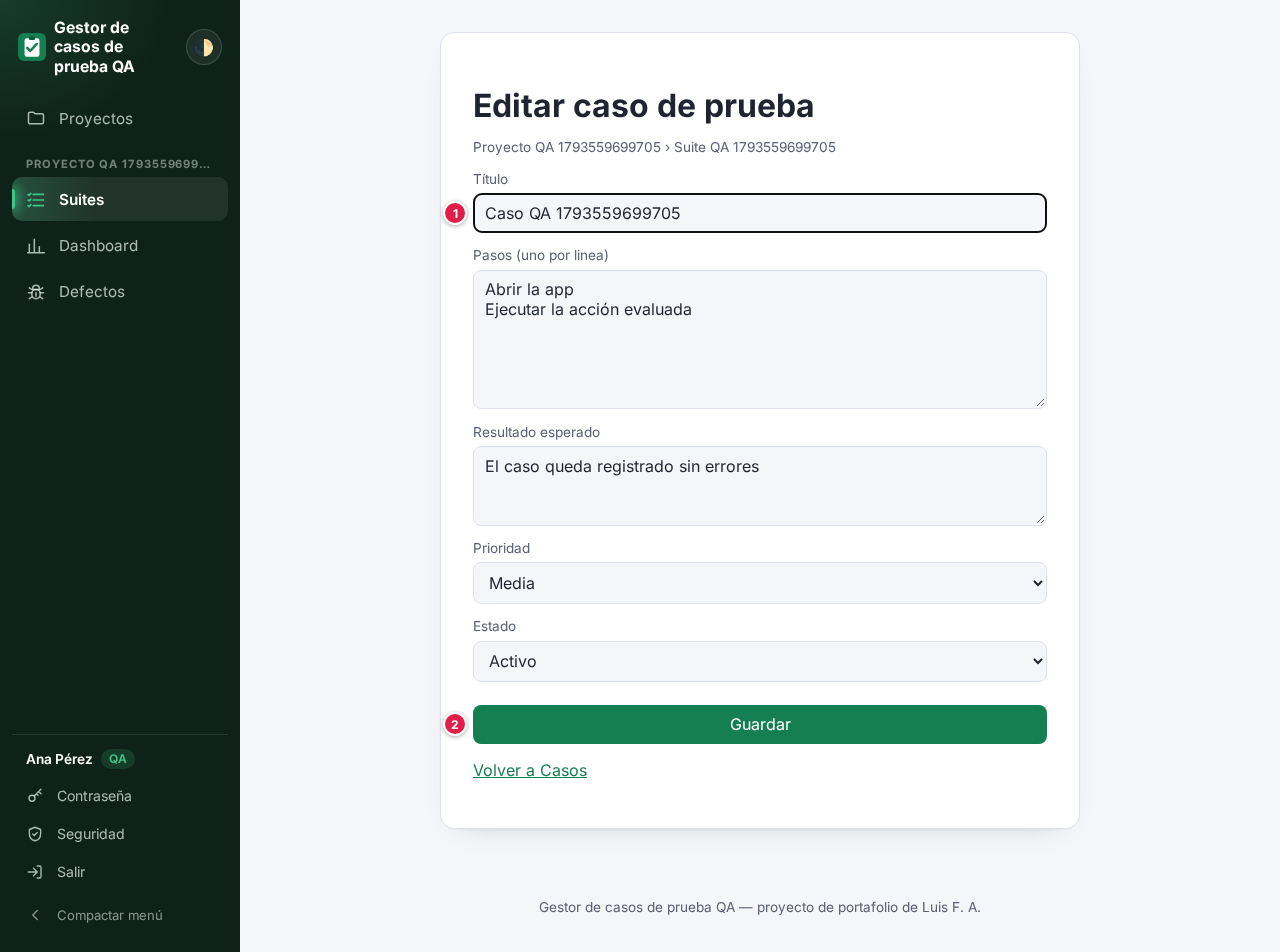 Gestor de
casos de
prueba QA
Proyectos
PROYECTO QA 1793559699...
Suites
Dashboard
Defectos
Ana Pérez QA
Contraseña
Seguridad
Salir
Compactar menú
Editar caso de prueba
Proyecto QA 1793559699705 › Suite QA 1793559699705
Título
1
Caso QA 1793559699705
Pasos (uno por linea)
Abrir la app
Ejecutar la acción evaluada
Resultado esperado
El caso queda registrado sin errores
Prioridad
Media
Estado
Activo
2
Guardar
Volver a Casos
Gestor de casos de prueba QA — proyecto de portafolio de Luis F. A.